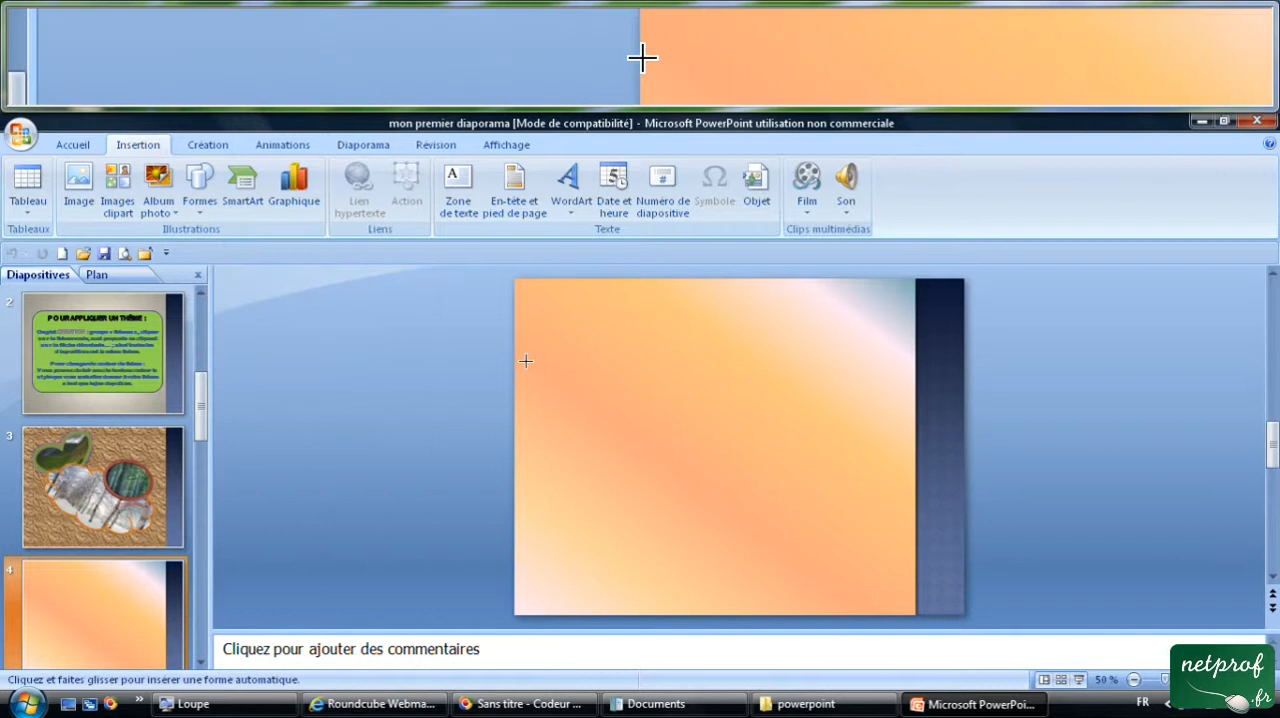 mon premier diaporama [Mode de compatibilité] - Microsoft PowerPoint utilisation non commerciale
Accueil Insertion Création Animations Diaporama Révision Affichage
Tableau
Image
Images clipart
Album photo
Formes
SmartArt
Graphique
Lien hypertexte
Action
Zone de texte
En-tête et pied de page
WordArt
Date et heure
Numéro de diapositive
Symbole
Objet
Film
Son
Tableaux Illustrations Liens Texte Clips multimédias
Diapositives Plan
2
POUR APPLIQUER UN THÈME :
3
4
Cliquez pour ajouter des commentaires
Cliquez et faites glisser pour insérer une forme automatique.
50 %
netprof
.fr
Loupe
Roundcube Webma...
Sans titre - Codeur ...
Documents
powerpoint
Microsoft PowerPoi...
FR